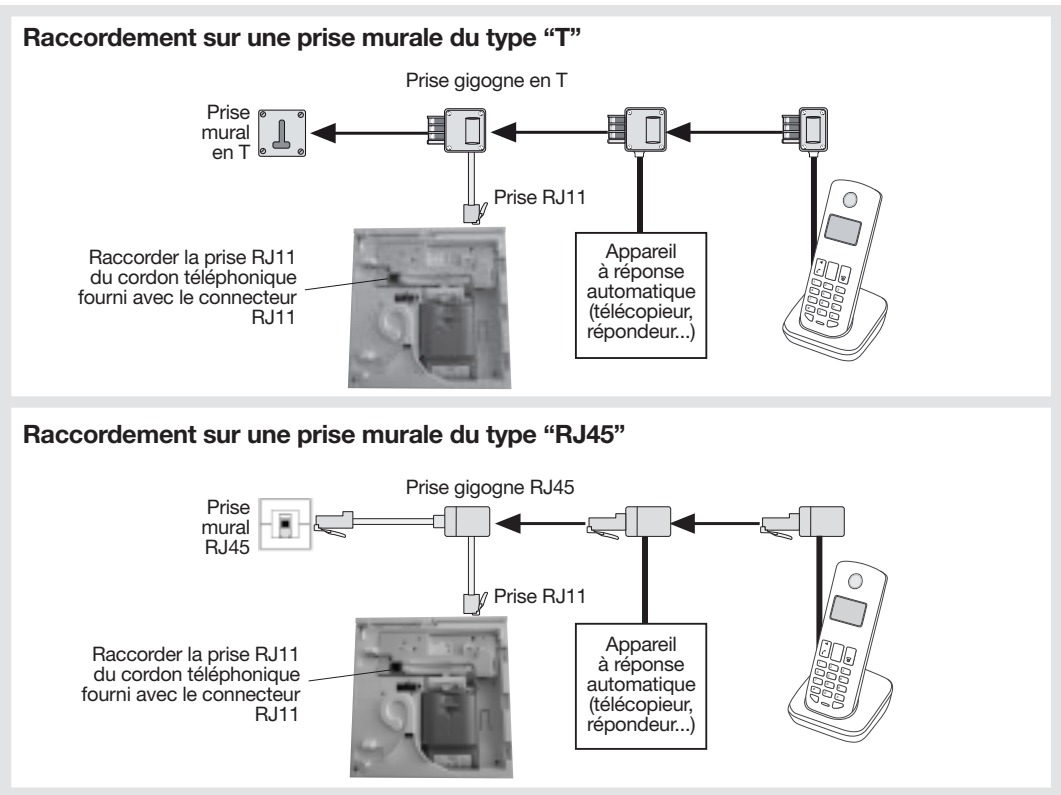 Raccordement sur une prise murale du type “T”
Prise gigogne en T
Prise
mural
en T
Prise RJ11
Raccorder la prise RJ11
du cordon téléphonique
fourni avec le connecteur
RJ11
Appareil
à réponse
automatique
(télécopieur,
répondeur...)
Raccordement sur une prise murale du type “RJ45”
Prise gigogne RJ45
Prise
mural
RJ45
Prise RJ11
Raccorder la prise RJ11
du cordon téléphonique
fourni avec le connecteur
RJ11
Appareil
à réponse
automatique
(télécopieur,
répondeur...)